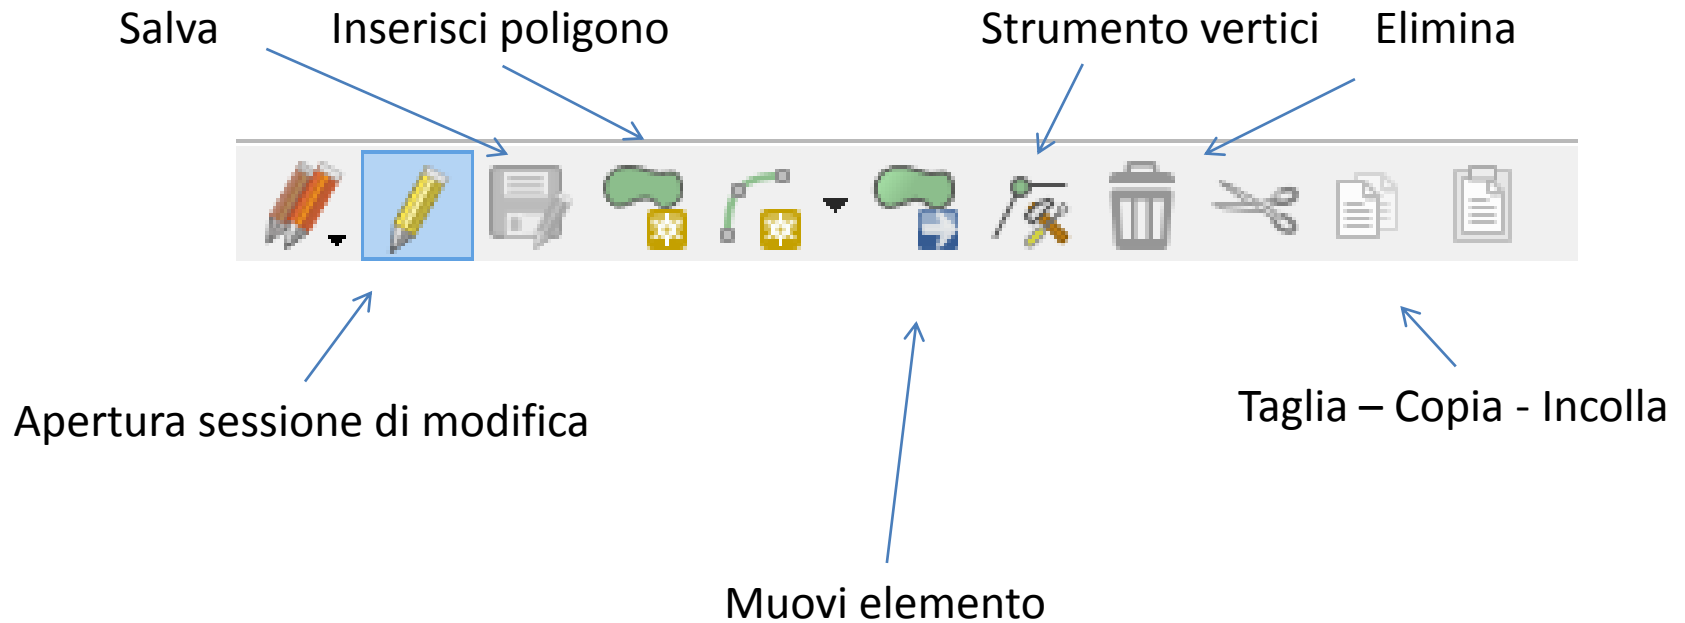 Salva
Inserisci poligono
Strumento vertici
Elimina
Apertura sessione di modifica
Taglia – Copia - Incolla
Muovi elemento